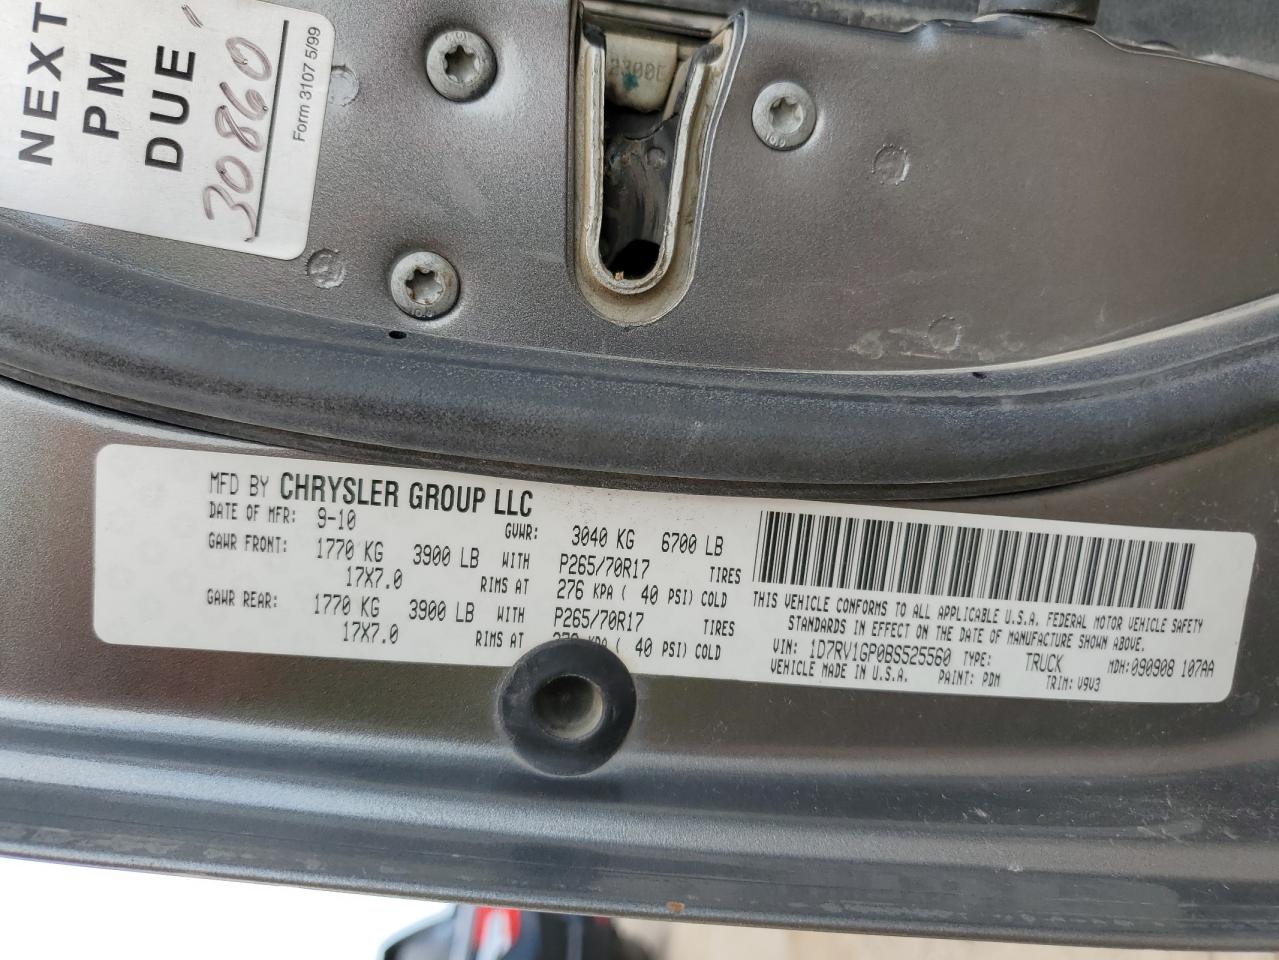 NEXT
PM
DUE
30860
Form 3107 5/99
MFD BY CHRYSLER GROUP LLC
DATE OF MFR: 9-10 GVWR: 3040 KG 6700 LB
GAWR FRONT: 1770 KG 3900 LB WITH P265/70R17 TIRES
17X7.0 RIMS AT 276 KPA ( 40 PSI) COLD
GAWR REAR: 1770 KG 3900 LB WITH P265/70R17 TIRES
17X7.0 RIMS AT KPA ( 40 PSI) COLD
THIS VEHICLE CONFORMS TO ALL APPLICABLE U.S.A. FEDERAL MOTOR VEHICLE SAFETY
STANDARDS IN EFFECT ON THE DATE OF MANUFACTURE SHOWN ABOVE.
VIN: 1D7RV1GP0BS525560 TYPE: TRUCK MDH:090908 107AA
VEHICLE MADE IN U.S.A. PAINT: PDM TRIM: V9V3